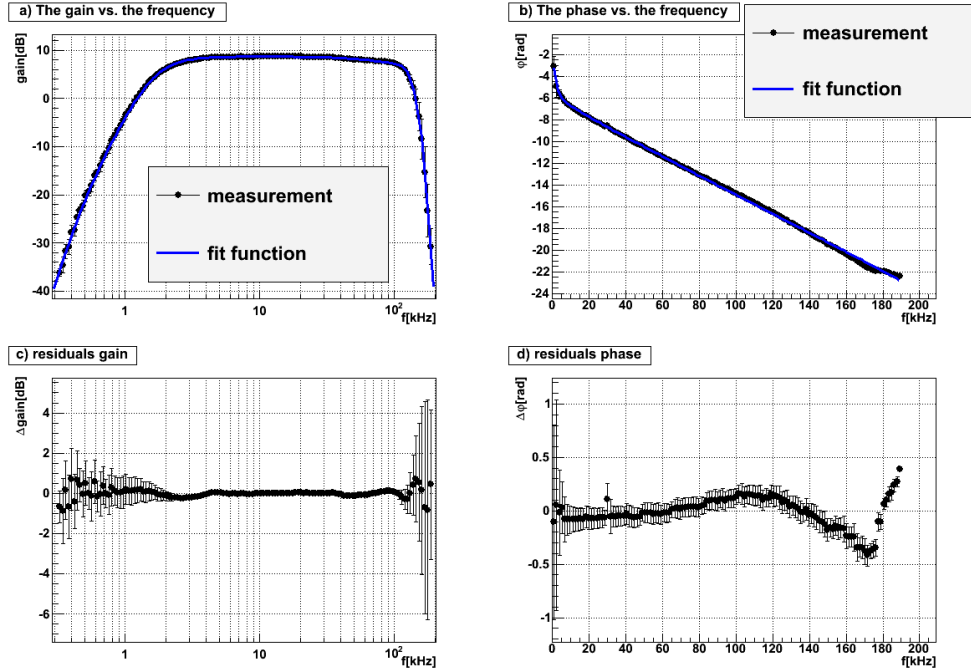 a) The gain vs. the frequency
gain[dB]
10
0
-10
-20
-30
-40
measurement
fit function
1
10
10²
f[kHz]
b) The phase vs. the frequency
φ[rad]
-2
-4
-6
-8
-10
-12
-14
-16
-18
-20
-22
-24
measurement
fit function
0 20 40 60 80 100 120 140 160 180 200
f[kHz]
c) residuals gain
Δgain[dB]
4
2
0
-2
-4
-6
1
10
10²
f[kHz]
d) residuals phase
Δφ[rad]
1
0.5
0
-0.5
-1
0 20 40 60 80 100 120 140 160 180 200
f[kHz]